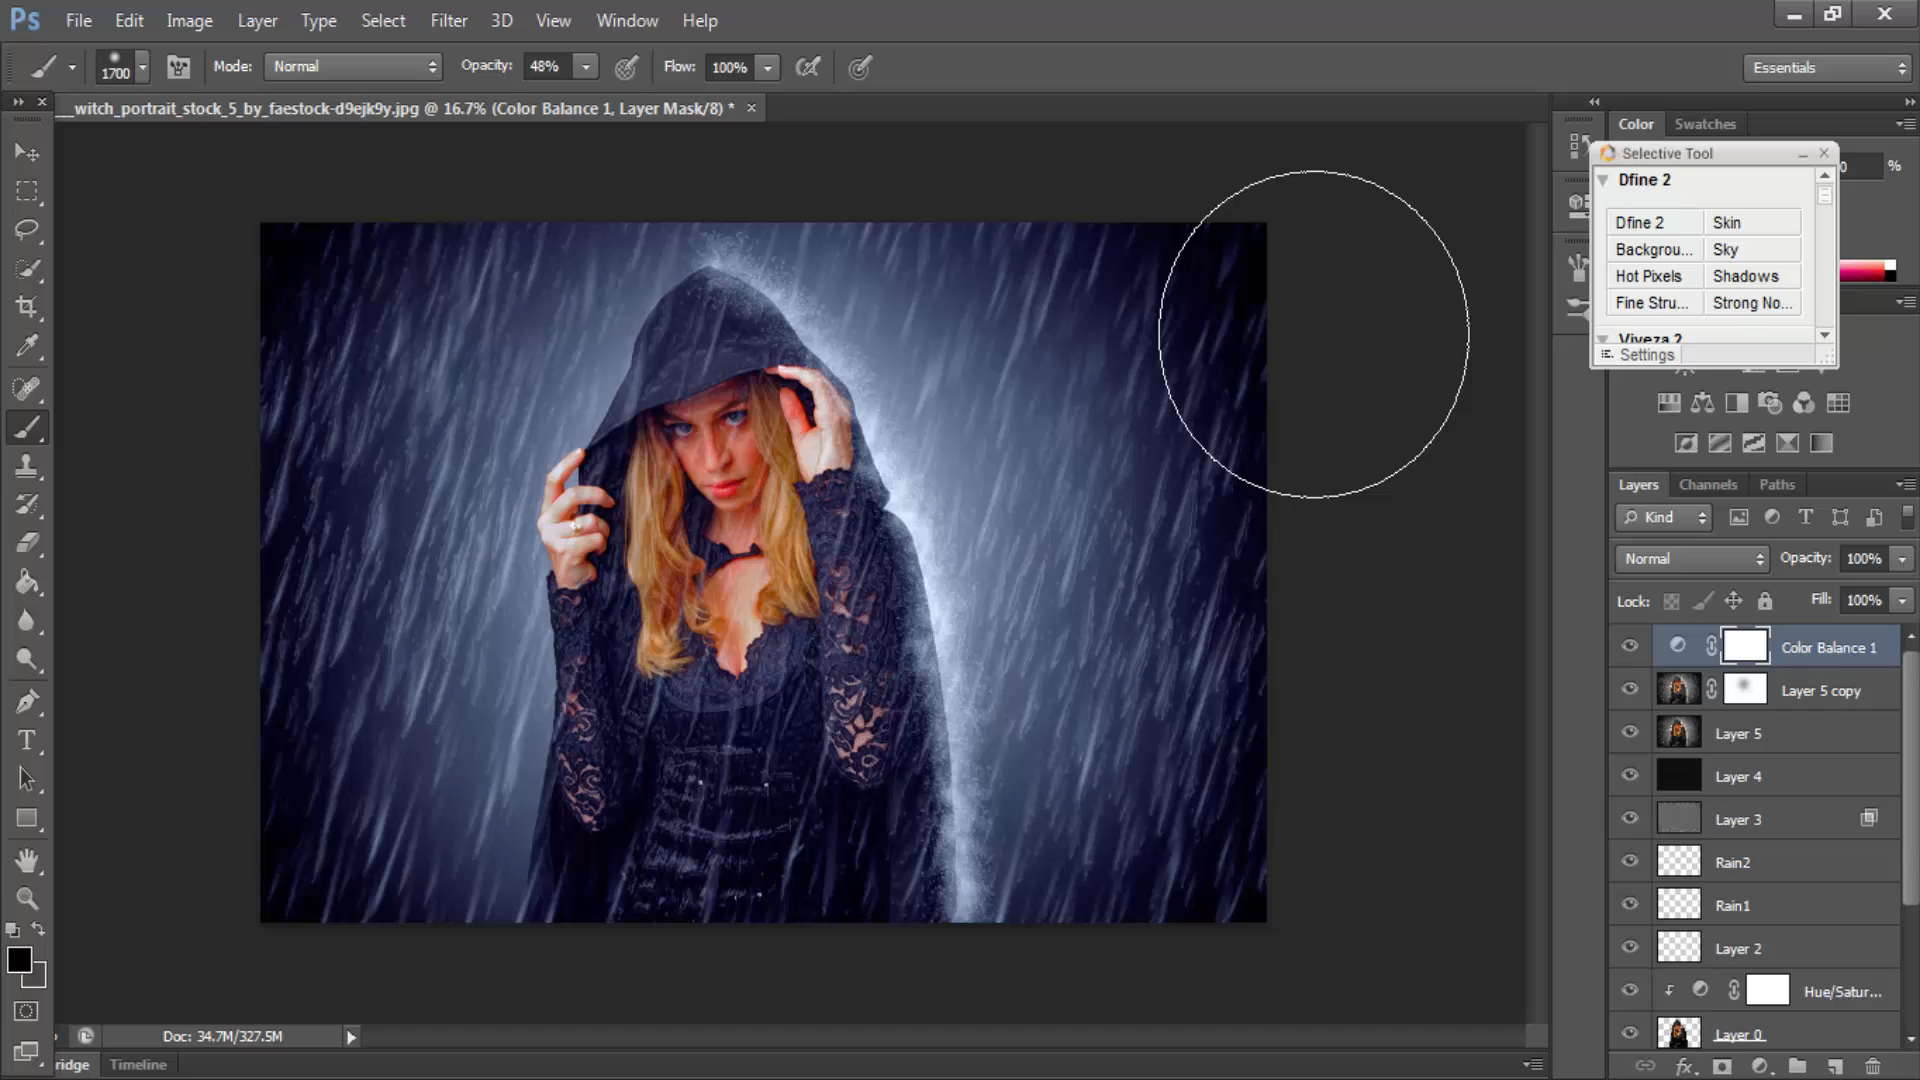 Ps File Edit Image Layer Type Select Filter 3D View Window Help
1700 Mode: Normal Opacity: 48% Flow: 100% Essentials
__witch_portrait_stock_5_by_faestock-d9ejk9y.jpg @ 16.7% (Color Balance 1, Layer Mask/8) *
Color Swatches
Selective Tool
0 %
Dfine 2
Dfine 2 Skin
Backgrou... Sky
Hot Pixels Shadows
Fine Stru... Strong No...
Viveza 2
Settings
Layers Channels Paths
Kind
Normal Opacity: 100%
Lock: Fill: 100%
Color Balance 1
Layer 5 copy
Layer 5
Layer 4
Layer 3
Rain2
Rain1
Layer 2
Hue/Satur...
Layer 0
Doc: 34.7M/327.5M
ridge Timeline
fx